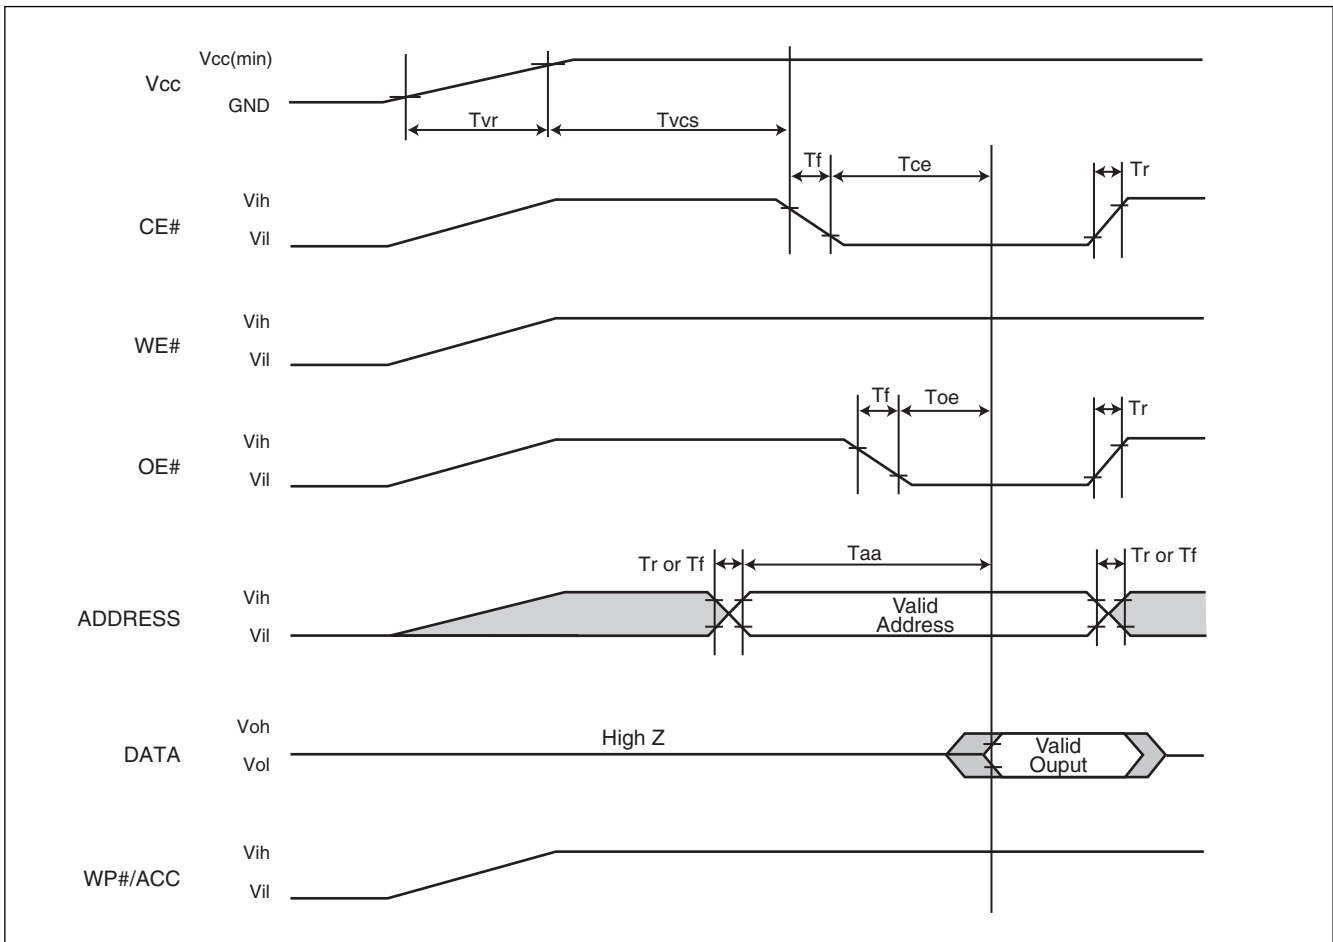 Vcc(min)
Vcc
GND
Tvr
Tvcs
Tf
Tce
Tr
Vih
CE#
Vil
Vih
WE#
Vil
Tf
Toe
Tr
Vih
OE#
Vil
Tr or Tf
Taa
Tr or Tf
Vih
ADDRESS
Vil
Valid
Address
Voh
DATA
Vol
High Z
Valid
Ouput
Vih
WP#/ACC
Vil